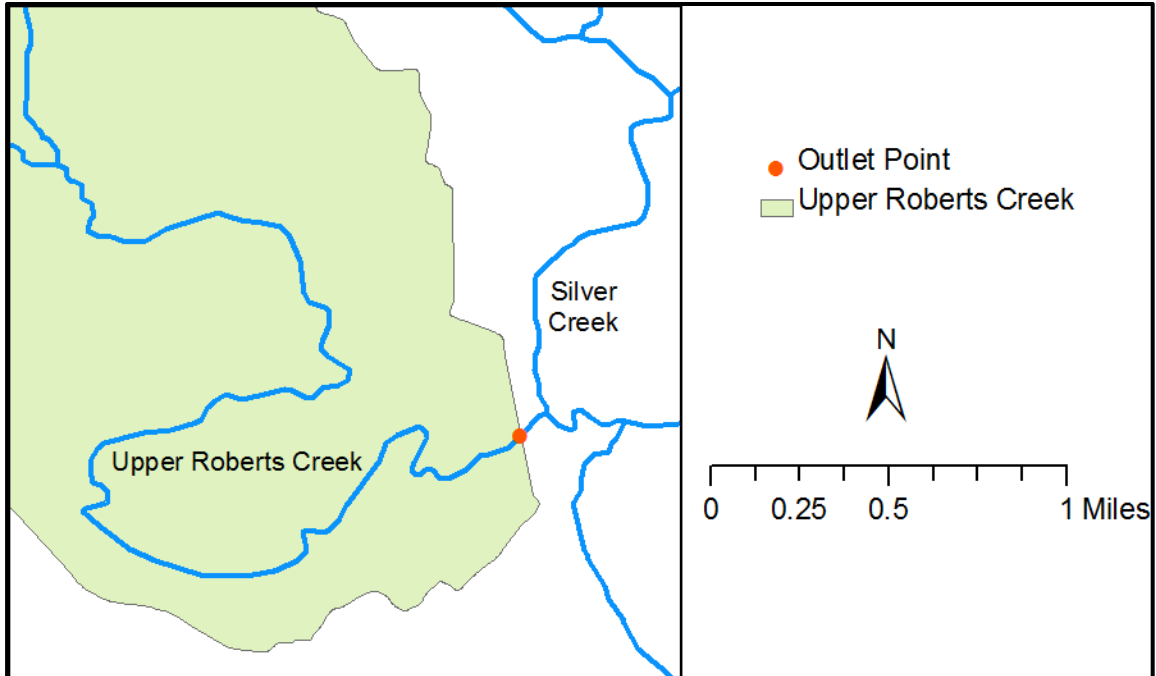 Silver
Creek
Upper Roberts Creek
Outlet Point
Upper Roberts Creek
N
0 0.25 0.5 1 Miles